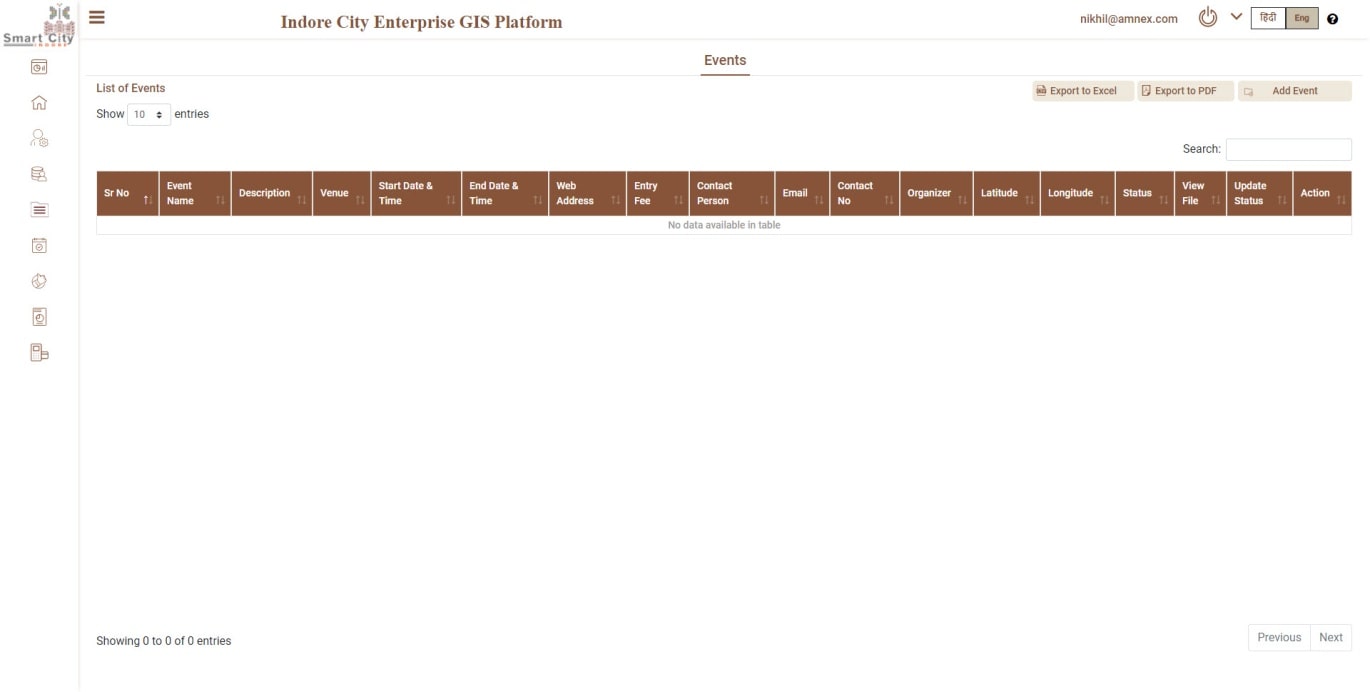 Smart City
INDORE
Indore City Enterprise GIS Platform
nikhil@amnex.com
हिंदी
Eng
?
Events
List of Events
Export to Excel
Export to PDF
Add Event
Show 10 entries
Search:
Sr No
Event
Name
Description
Venue
Start Date &
Time
End Date &
Time
Web
Address
Entry
Fee
Contact
Person
Email
Contact
No
Organizer
Latitude
Longitude
Status
View
File
Update
Status
Action
No data available in table
Showing 0 to 0 of 0 entries
Previous
Next